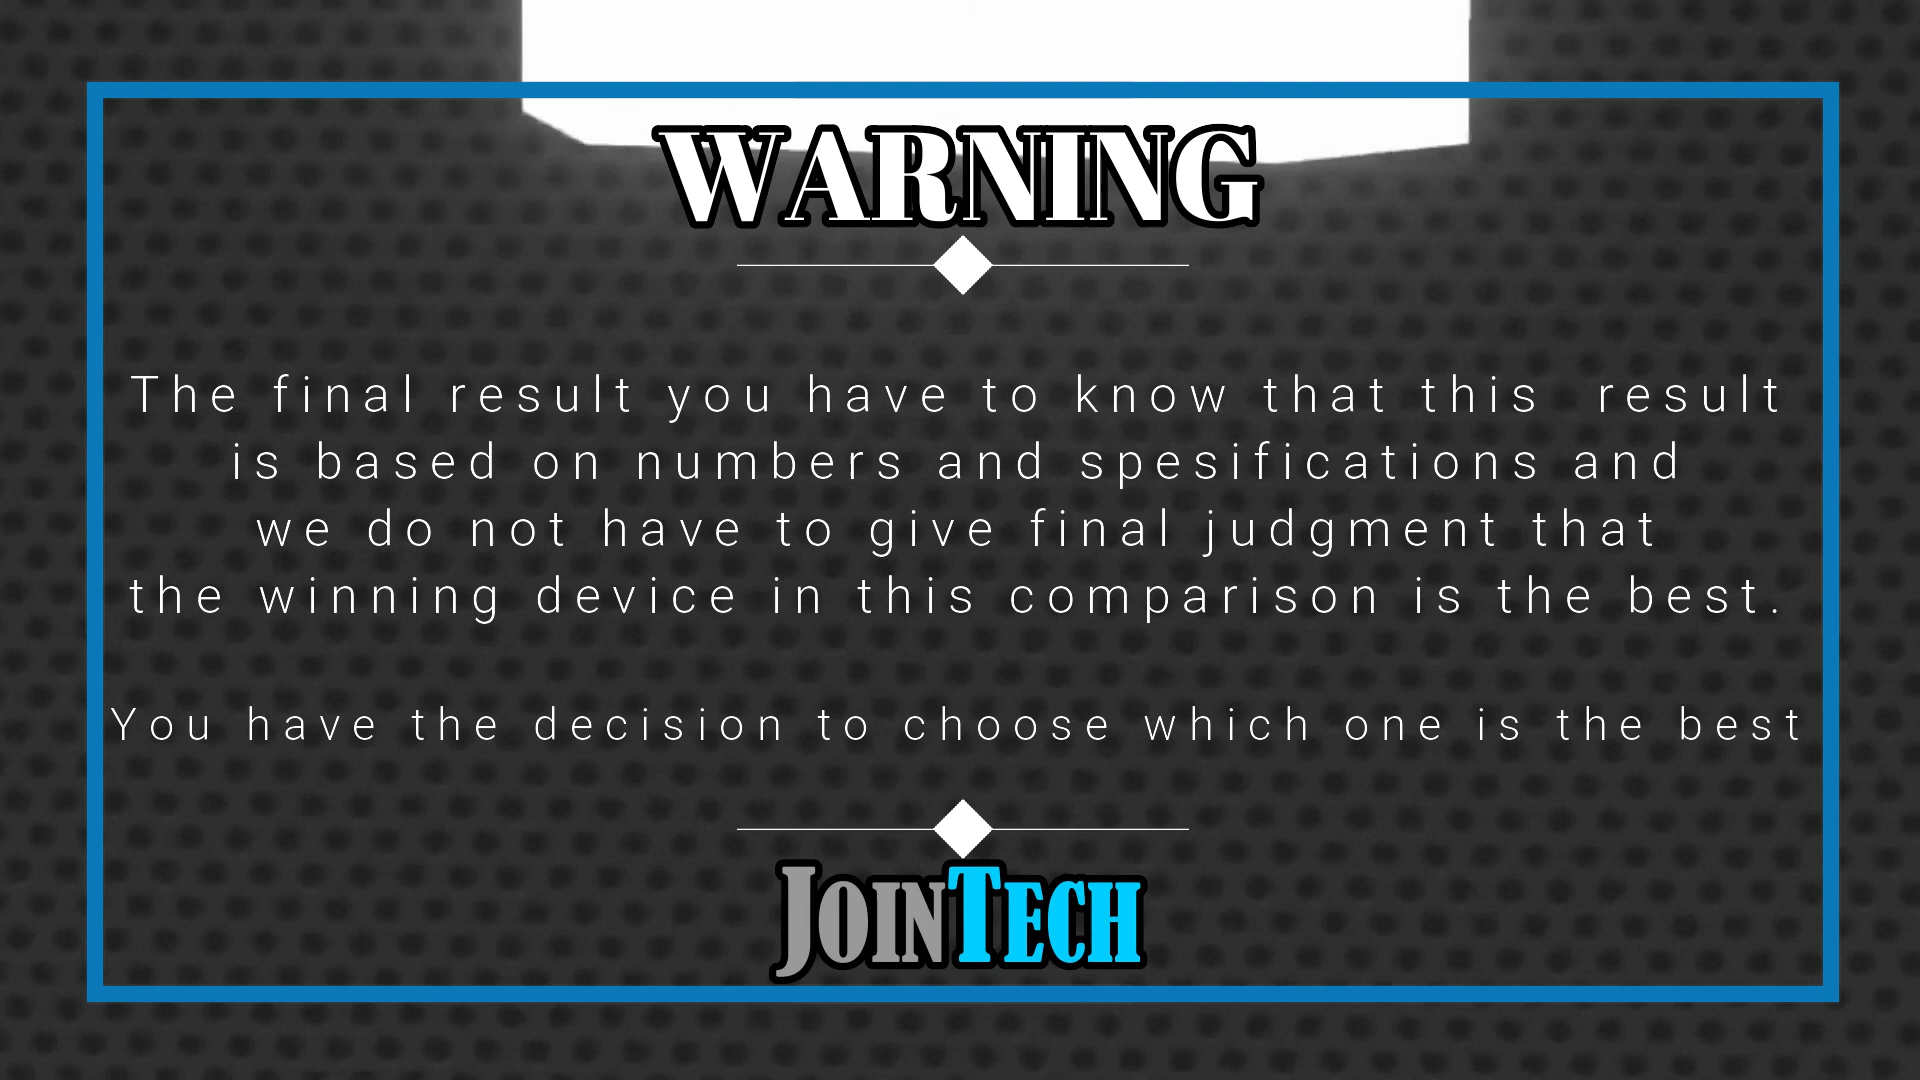 WARNING
The final result you have to know that this result
is based on numbers and spesifications and
we do not have to give final judgment that
the winning device in this comparison is the best.
You have the decision to choose which one is the best
JOINTECH